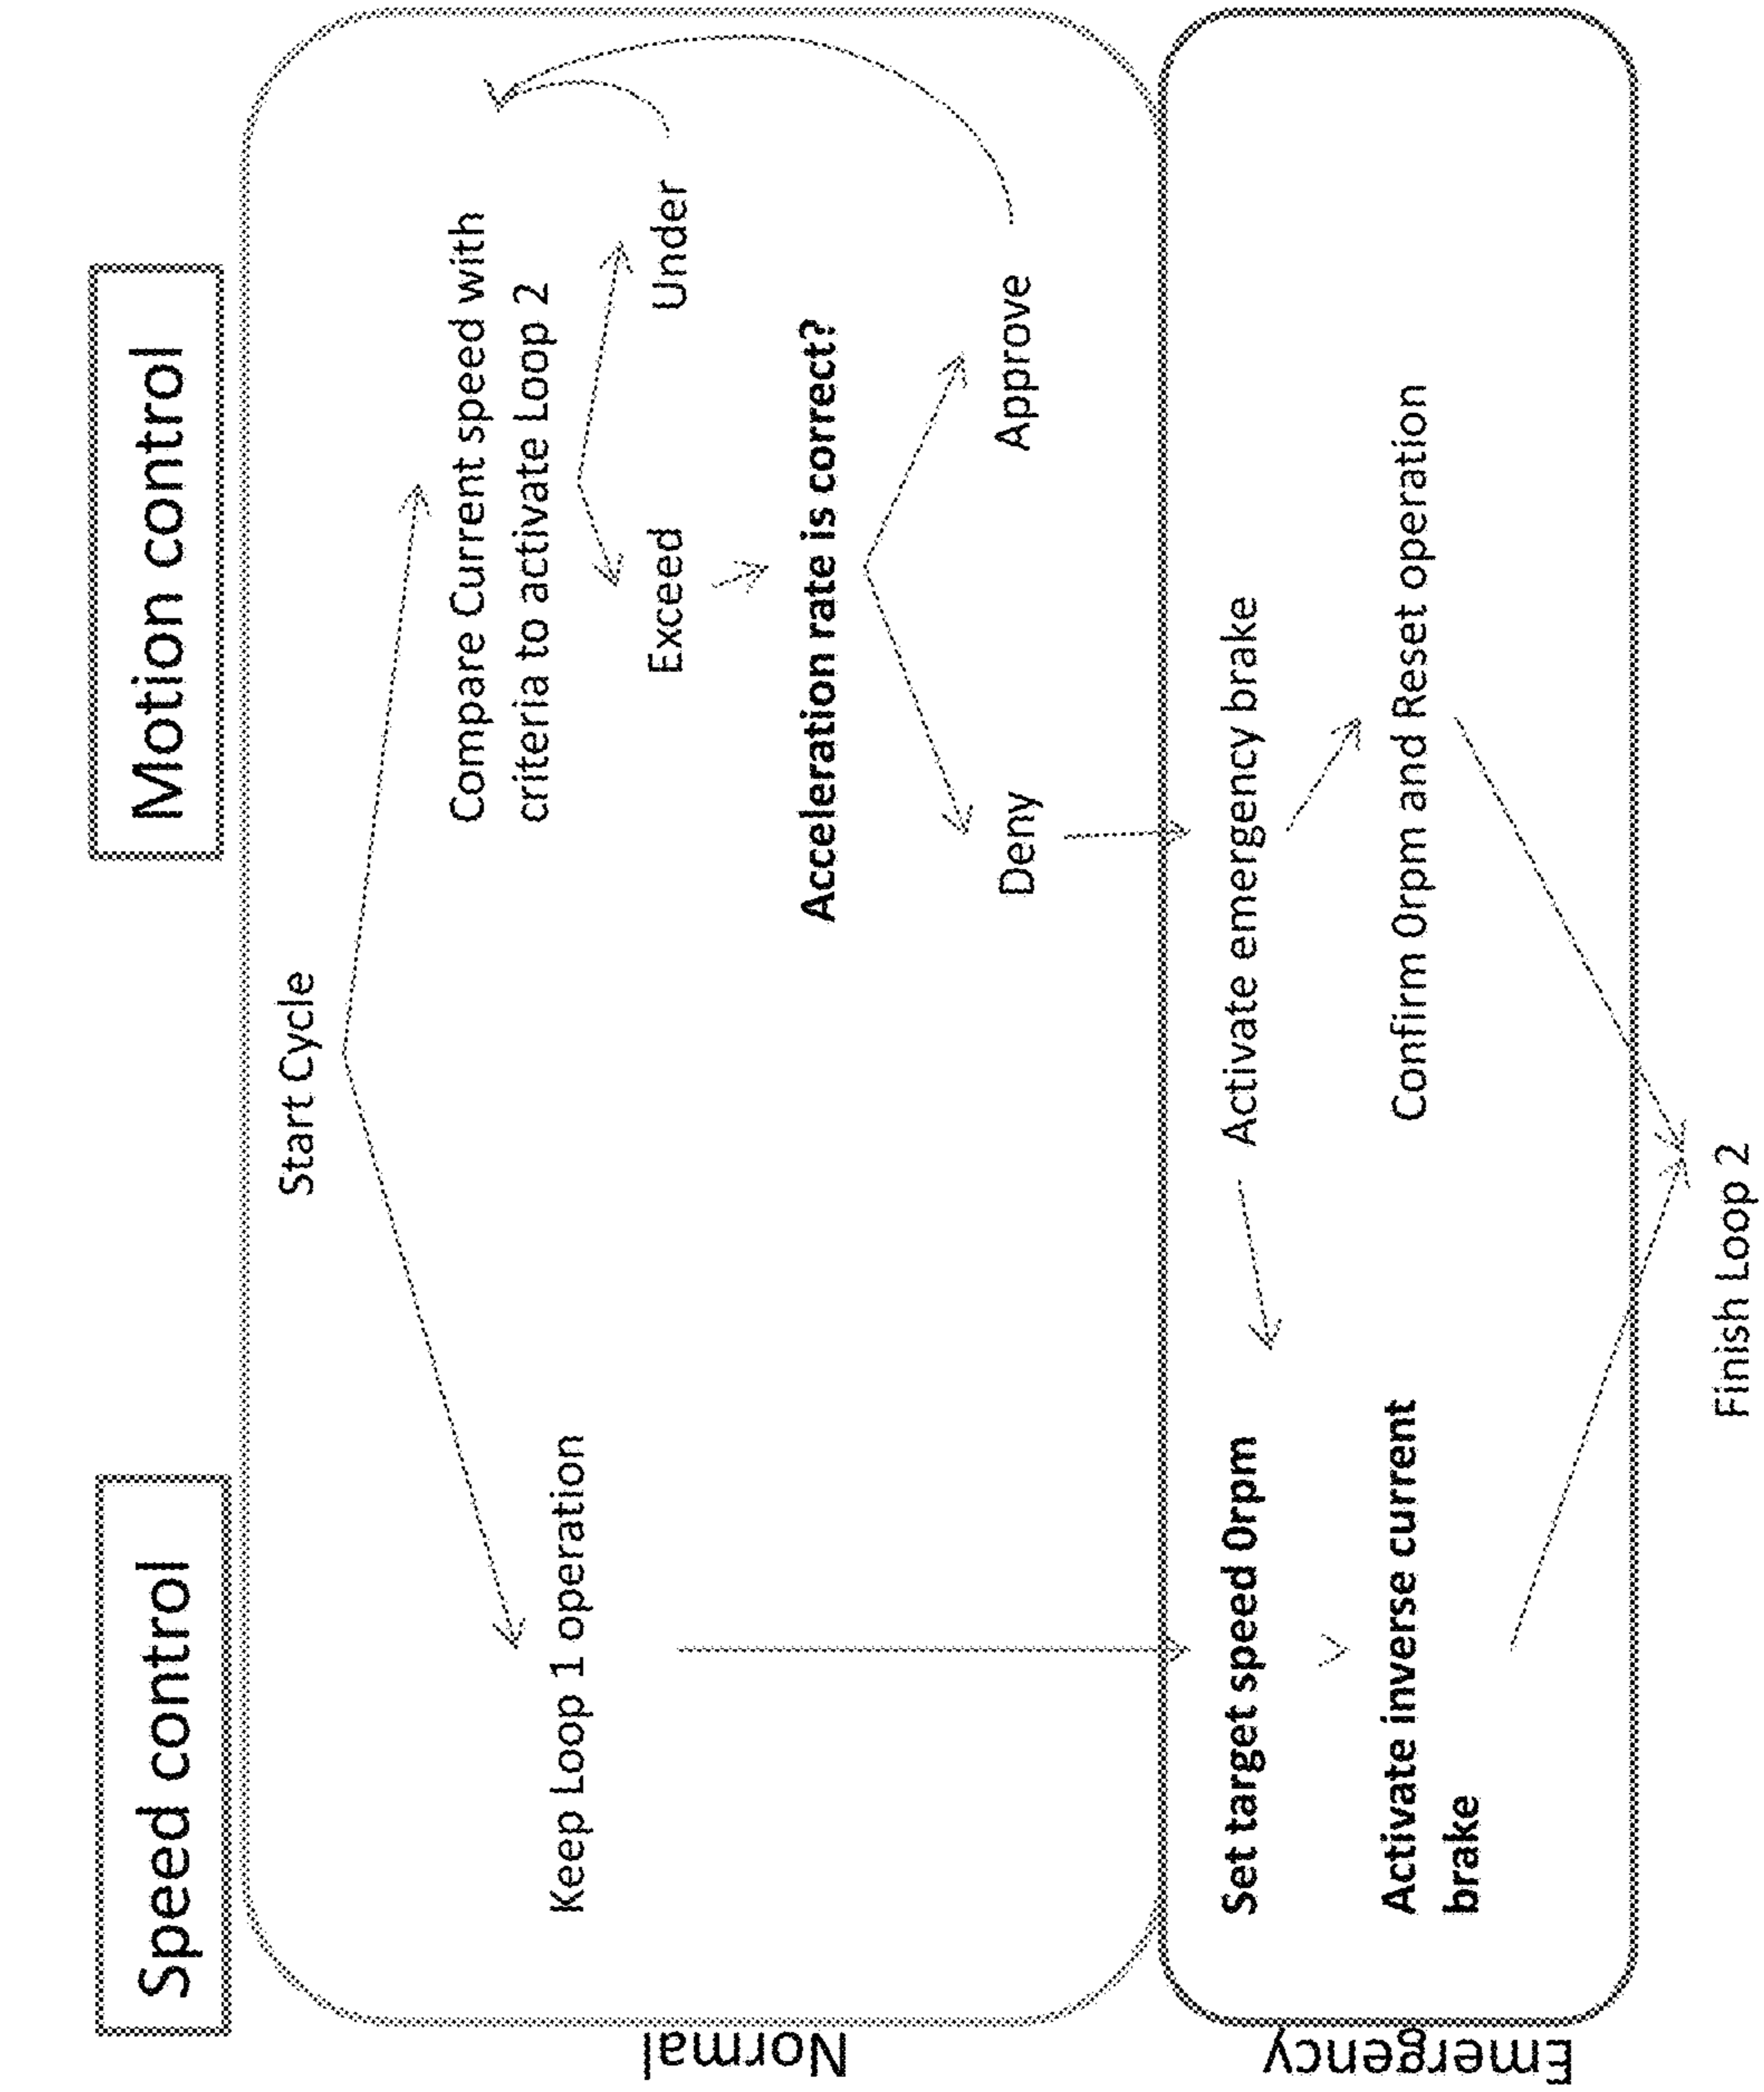 Speed control
Motion control
Normal
Start Cycle
Keep Loop 1 operation
Compare Current speed with
criteria to activate Loop 2
Exceed
Under
Acceleration rate is correct?
Deny
Approve
Emergency
Set target speed 0rpm
Activate emergency brake
Activate inverse current
brake
Confirm 0rpm and Reset operation
Finish Loop 2